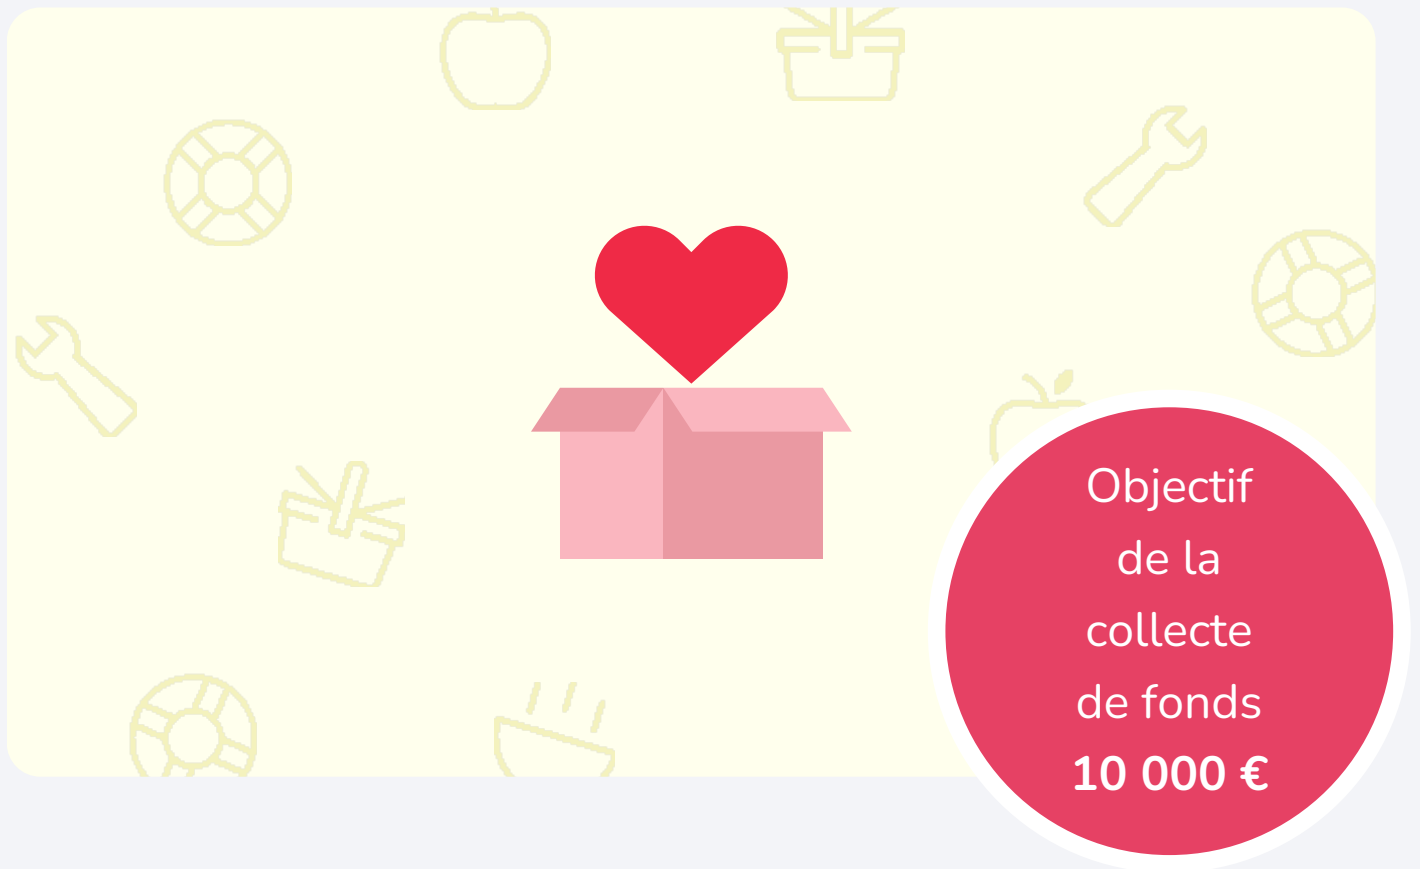 Objectif
de la
collecte
de fonds
10 000 €